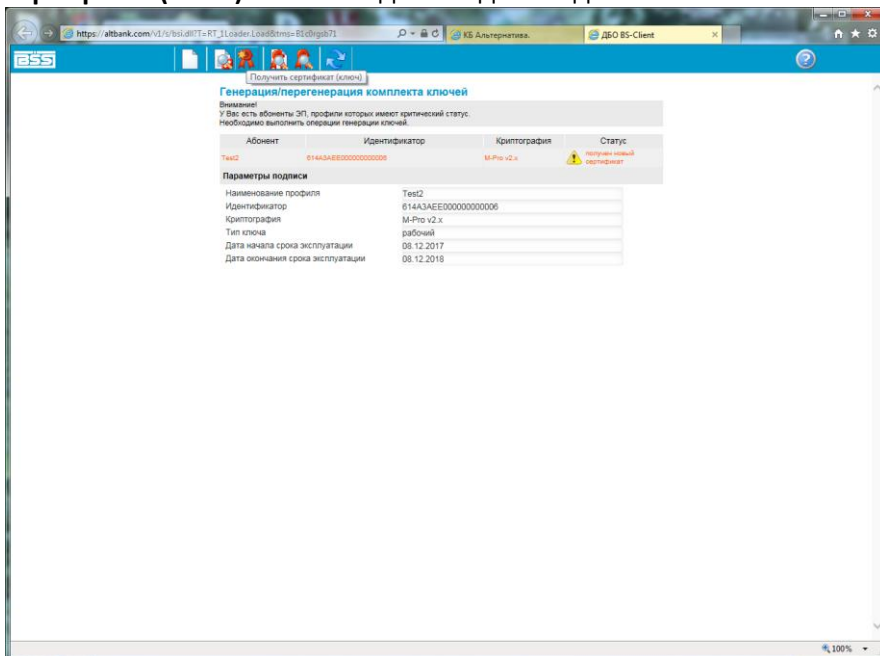 https://altbank.com/v1/s/bsi.dll?T=RT_1Loader.Load&trms=
КБ Альтернатива.
ДБО BS-Client
BSS
Получить сертификат (ключ)
Генерация/перегенерация комплекта ключей
Внимание!
У Вас есть абоненты ЭП, профили которых имеют критический статус.
Необходимо выполнить операции генерации ключей.
Абонент Идентификатор Криптография Статус
Test2 614A3AEE000000000006 M-Pro v2.x получен новый
сертификат
Параметры подписи
Наименование профиля Test2
Идентификатор 614A3AEE000000000006
Криптография M-Pro v2.x
Тип ключа рабочий
Дата начала срока эксплуатации 08.12.2017
Дата окончания срока эксплуатации 08.12.2018
100%